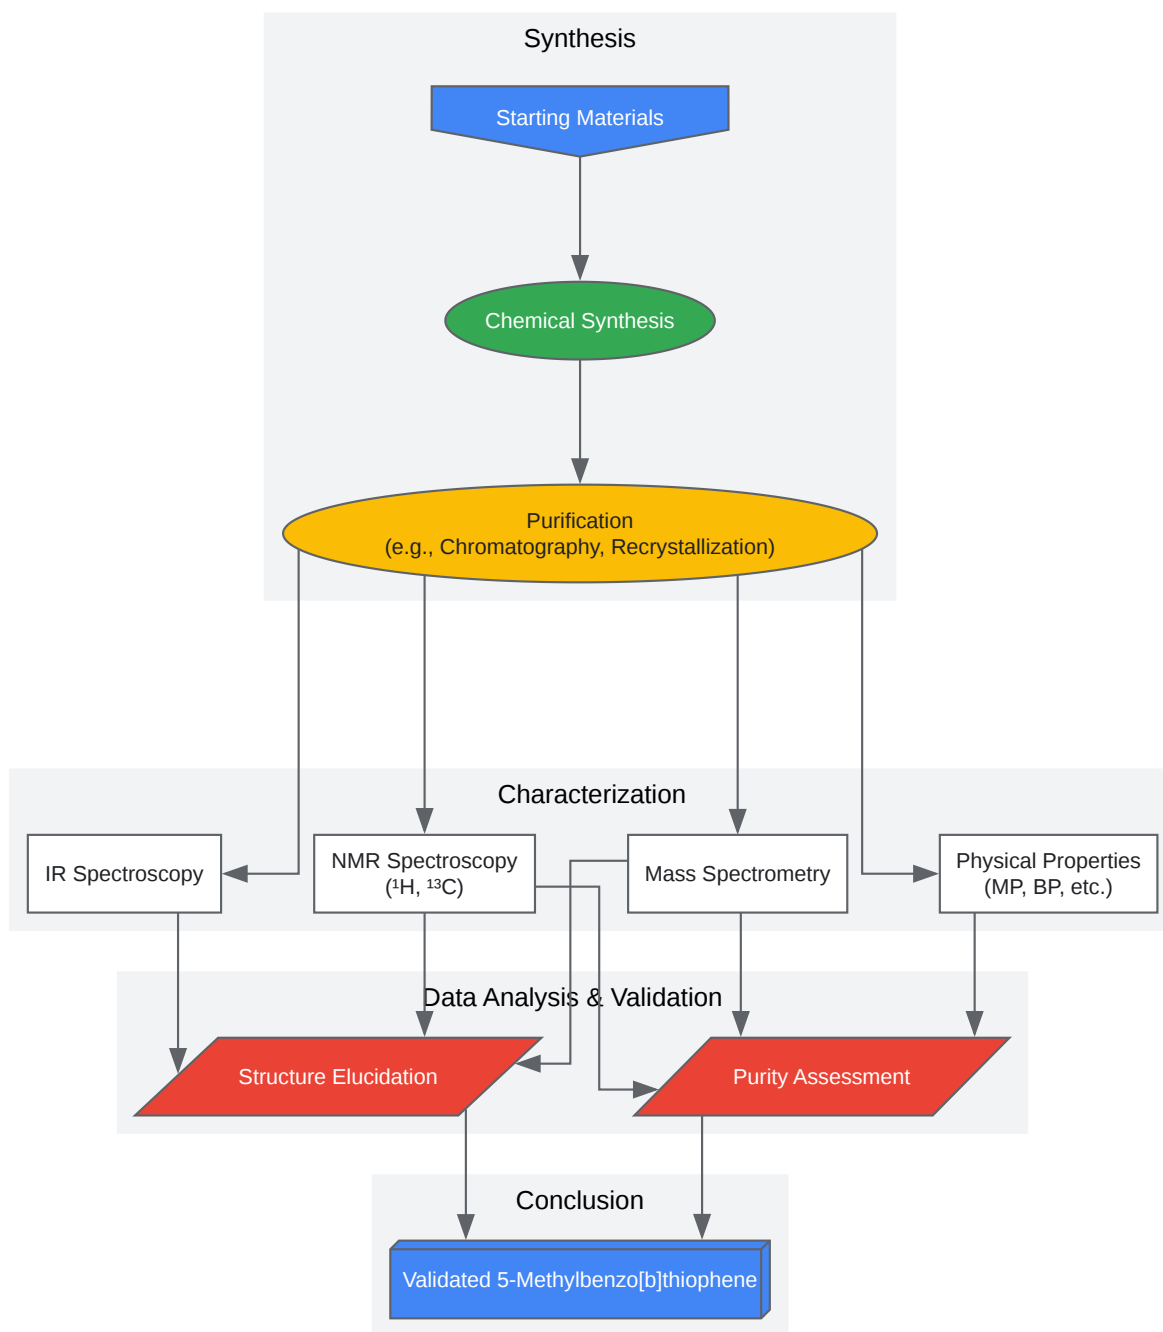 Synthesis
Starting Materials
Chemical Synthesis
Purification
(e.g., Chromatography, Recrystallization)
Characterization
IR Spectroscopy
NMR Spectroscopy
(¹H, ¹³C)
Mass Spectrometry
Physical Properties
(MP, BP, etc.)
Data Analysis & Validation
Structure Elucidation
Purity Assessment
Conclusion
Validated 5-Methylbenzo[b]thiophene